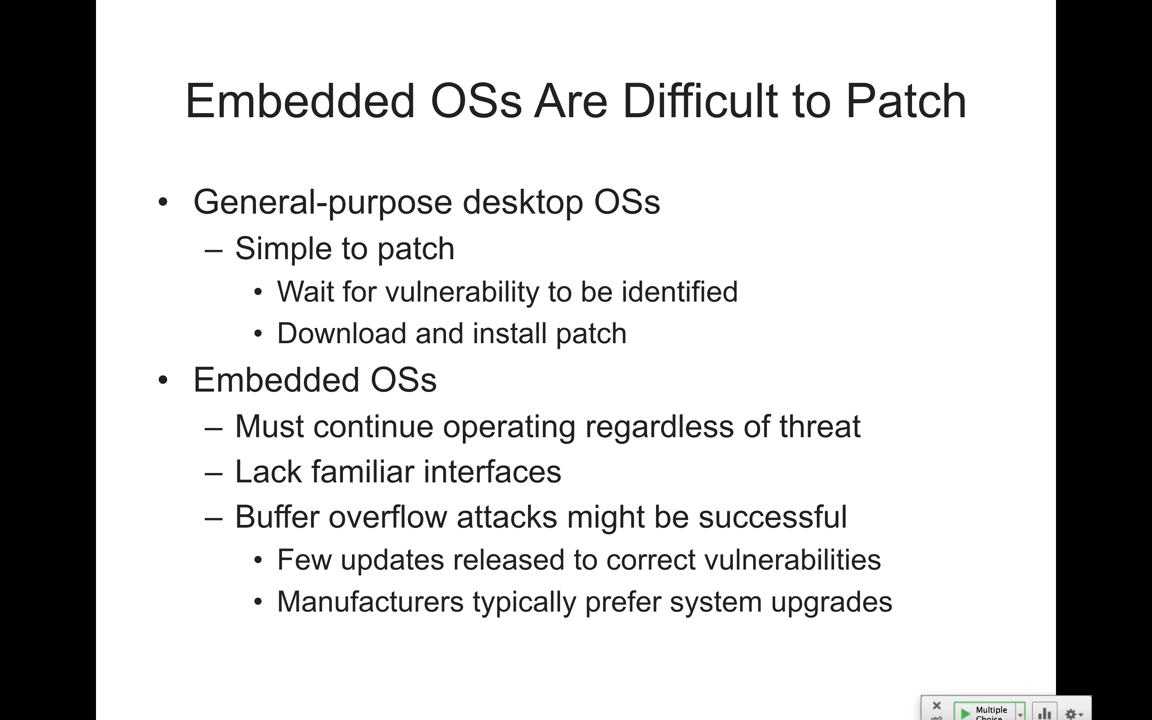 Embedded OSs Are Difficult to Patch
• General-purpose desktop OSs
– Simple to patch
• Wait for vulnerability to be identified
• Download and install patch
• Embedded OSs
– Must continue operating regardless of threat
– Lack familiar interfaces
– Buffer overflow attacks might be successful
• Few updates released to correct vulnerabilities
• Manufacturers typically prefer system upgrades
Multiple
Choice